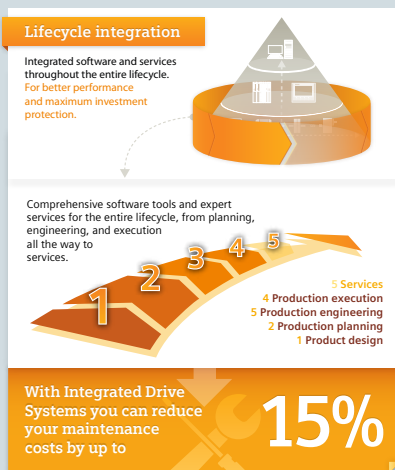 Lifecycle integration
Integrated software and services
throughout the entire lifecycle.
For better performance
and maximum investment
protection.
Comprehensive software tools and expert
services for the entire lifecycle, from planning,
engineering, and execution
all the way to
services.
1
2
3
4
5
5 Services
4 Production execution
5 Production engineering
2 Production planning
1 Product design
With Integrated Drive
Systems you can reduce
your maintenance
costs by up to
15%